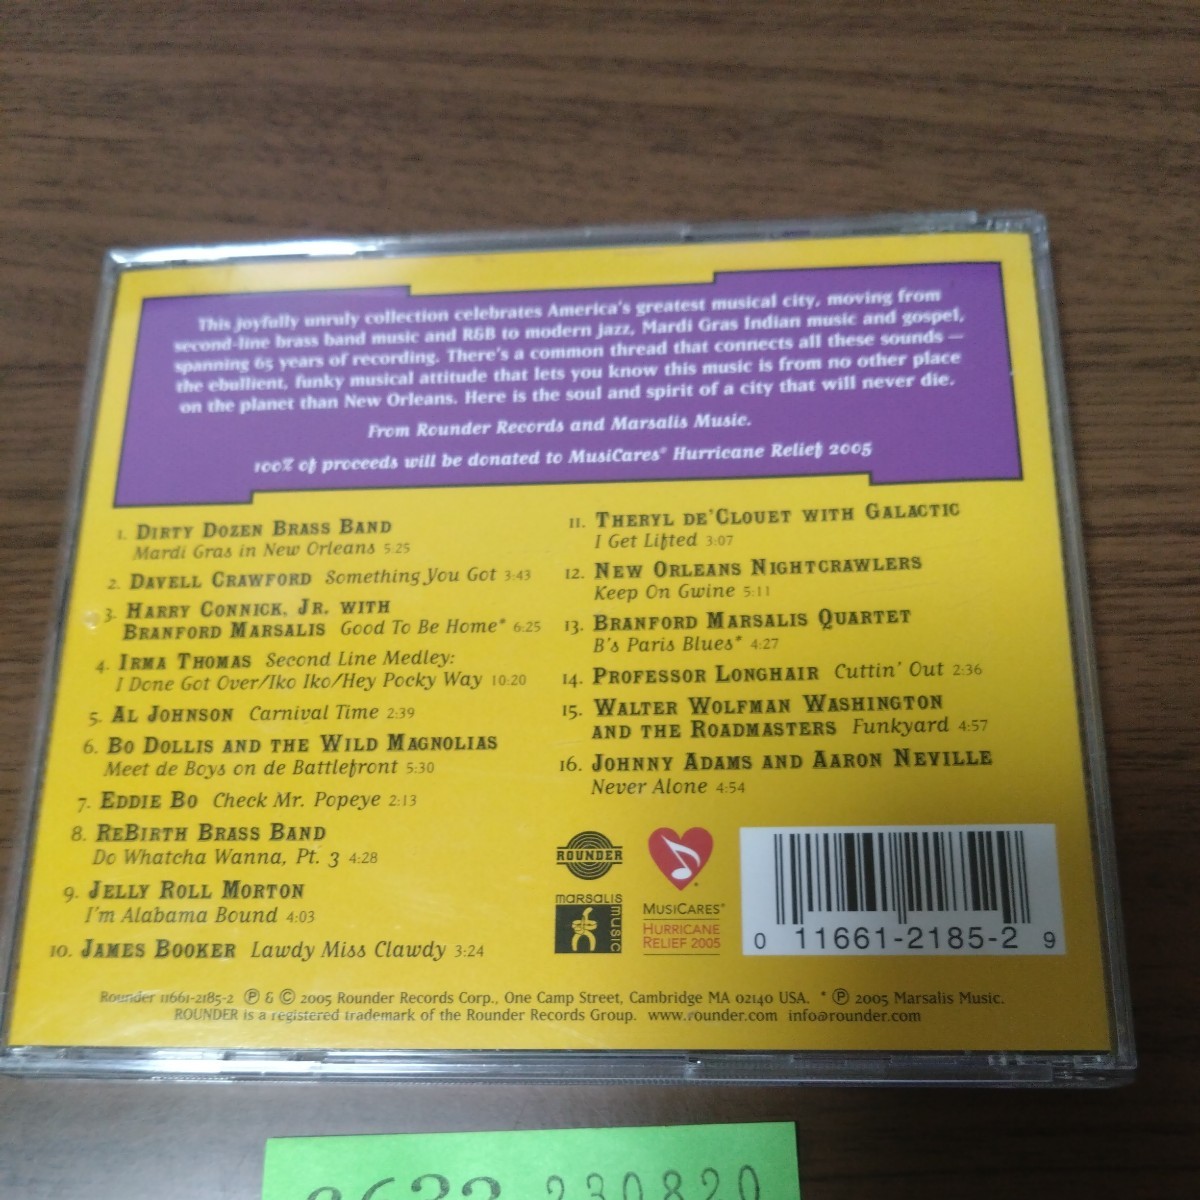 This joyfully unruly collection celebrates America's greatest musical city, moving from
second-line brass band music and R&B to modern jazz, Mardi Gras Indian music and gospel,
spanning 65 years of recording. There's a common thread that connects all these sounds —
the ebullient, funky musical attitude that lets you know this music is from no other place
on the planet than New Orleans. Here is the soul and spirit of a city that will never die.
From Rounder Records and Marsalis Music.
100% of proceeds will be donated to MusiCares® Hurricane Relief 2005
1. DIRTY DOZEN BRASS BAND
Mardi Gras in New Orleans 5:25
2. DAVELL CRAWFORD Something You Got 3:43
3. HARRY CONNICK, JR. WITH
BRANFORD MARSALIS Good To Be Home* 6:25
4. IRMA THOMAS Second Line Medley:
I Done Got Over/Iko Iko/Hey Pocky Way 10:20
5. AL JOHNSON Carnival Time 2:39
6. BO DOLLIS AND THE WILD MAGNOLIAS
Meet de Boys on de Battlefront 5:30
7. EDDIE BO Check Mr. Popeye 2:13
8. REBIRTH BRASS BAND
Do Whatcha Wanna, Pt. 3 4:28
9. JELLY ROLL MORTON
I'm Alabama Bound 4:03
10. JAMES BOOKER Lawdy Miss Clawdy 3:24
11. THERYL DE'CLOUET WITH GALACTIC
I Get Lifted 3:07
12. NEW ORLEANS NIGHTCRAWLERS
Keep On Gwine 5:11
13. BRANFORD MARSALIS QUARTET
B's Paris Blues* 4:27
14. PROFESSOR LONGHAIR Cuttin' Out 2:36
15. WALTER WOLFMAN WASHINGTON
AND THE ROADMASTERS Funkyard 4:57
16. JOHNNY ADAMS AND AARON NEVILLE
Never Alone 4:54
ROUNDER
marsalis
music
MUSICARES®
HURRICANE
RELIEF 2005
0 11661-2185-2 9
Rounder 11661-2185-2 ℗ & © 2005 Rounder Records Corp., One Camp Street, Cambridge MA 02140 USA. * ℗ 2005 Marsalis Music.
ROUNDER is a registered trademark of the Rounder Records Group. www.rounder.com info@rounder.com
230820